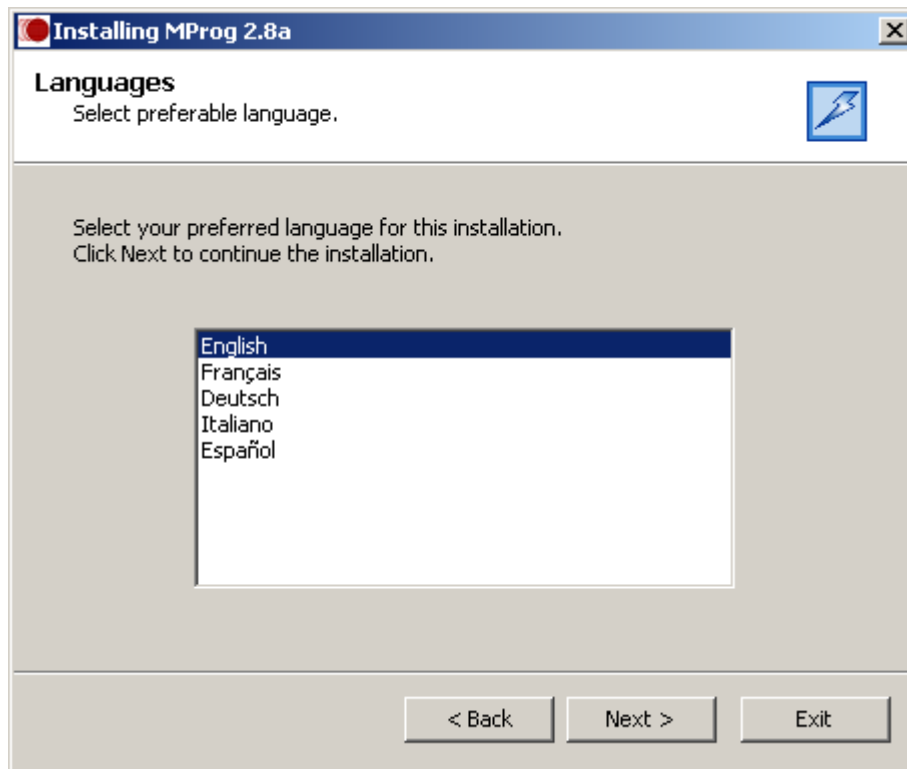 Installing MProg 2.8a
Languages
Select preferable language.
Select your preferred language for this installation.
Click Next to continue the installation.
English
Français
Deutsch
Italiano
Español
< Back
Next >
Exit